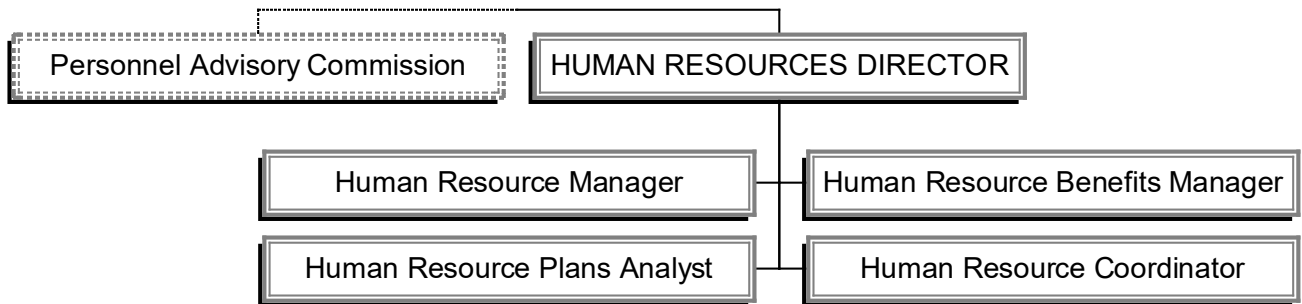 Personnel Advisory Commission
HUMAN RESOURCES DIRECTOR
Human Resource Manager
Human Resource Benefits Manager
Human Resource Plans Analyst
Human Resource Coordinator